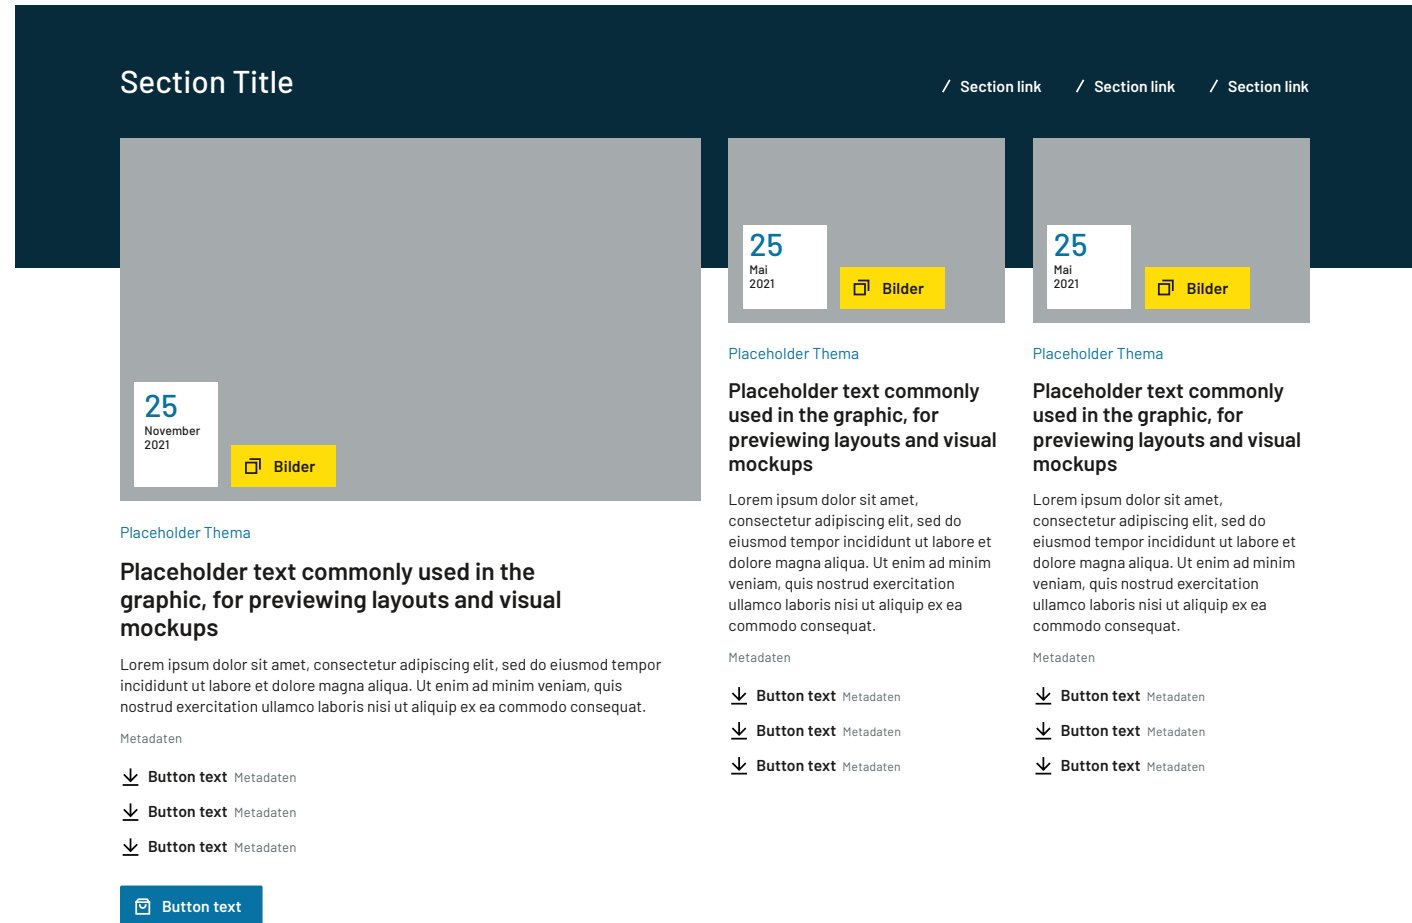 Section Title
/ Section link / Section link / Section link
25
November
2021
Bilder
Placeholder Thema
Placeholder text commonly used in the
graphic, for previewing layouts and visual
mockups
Lorem ipsum dolor sit amet, consectetur adipiscing elit, sed do eiusmod tempor
incididunt ut labore et dolore magna aliqua. Ut enim ad minim veniam, quis
nostrud exercitation ullamco laboris nisi ut aliquip ex ea commodo consequat.
Metadaten
Button text Metadaten
Button text Metadaten
Button text Metadaten
Button text
25
Mai
2021
Bilder
Placeholder Thema
Placeholder text commonly
used in the graphic, for
previewing layouts and visual
mockups
Lorem ipsum dolor sit amet,
consectetur adipiscing elit, sed do
eiusmod tempor incididunt ut labore et
dolore magna aliqua. Ut enim ad minim
veniam, quis nostrud exercitation
ullamco laboris nisi ut aliquip ex ea
commodo consequat.
Metadaten
Button text Metadaten
Button text Metadaten
Button text Metadaten
25
Mai
2021
Bilder
Placeholder Thema
Placeholder text commonly
used in the graphic, for
previewing layouts and visual
mockups
Lorem ipsum dolor sit amet,
consectetur adipiscing elit, sed do
eiusmod tempor incididunt ut labore et
dolore magna aliqua. Ut enim ad minim
veniam, quis nostrud exercitation
ullamco laboris nisi ut aliquip ex ea
commodo consequat.
Metadaten
Button text Metadaten
Button text Metadaten
Button text Metadaten